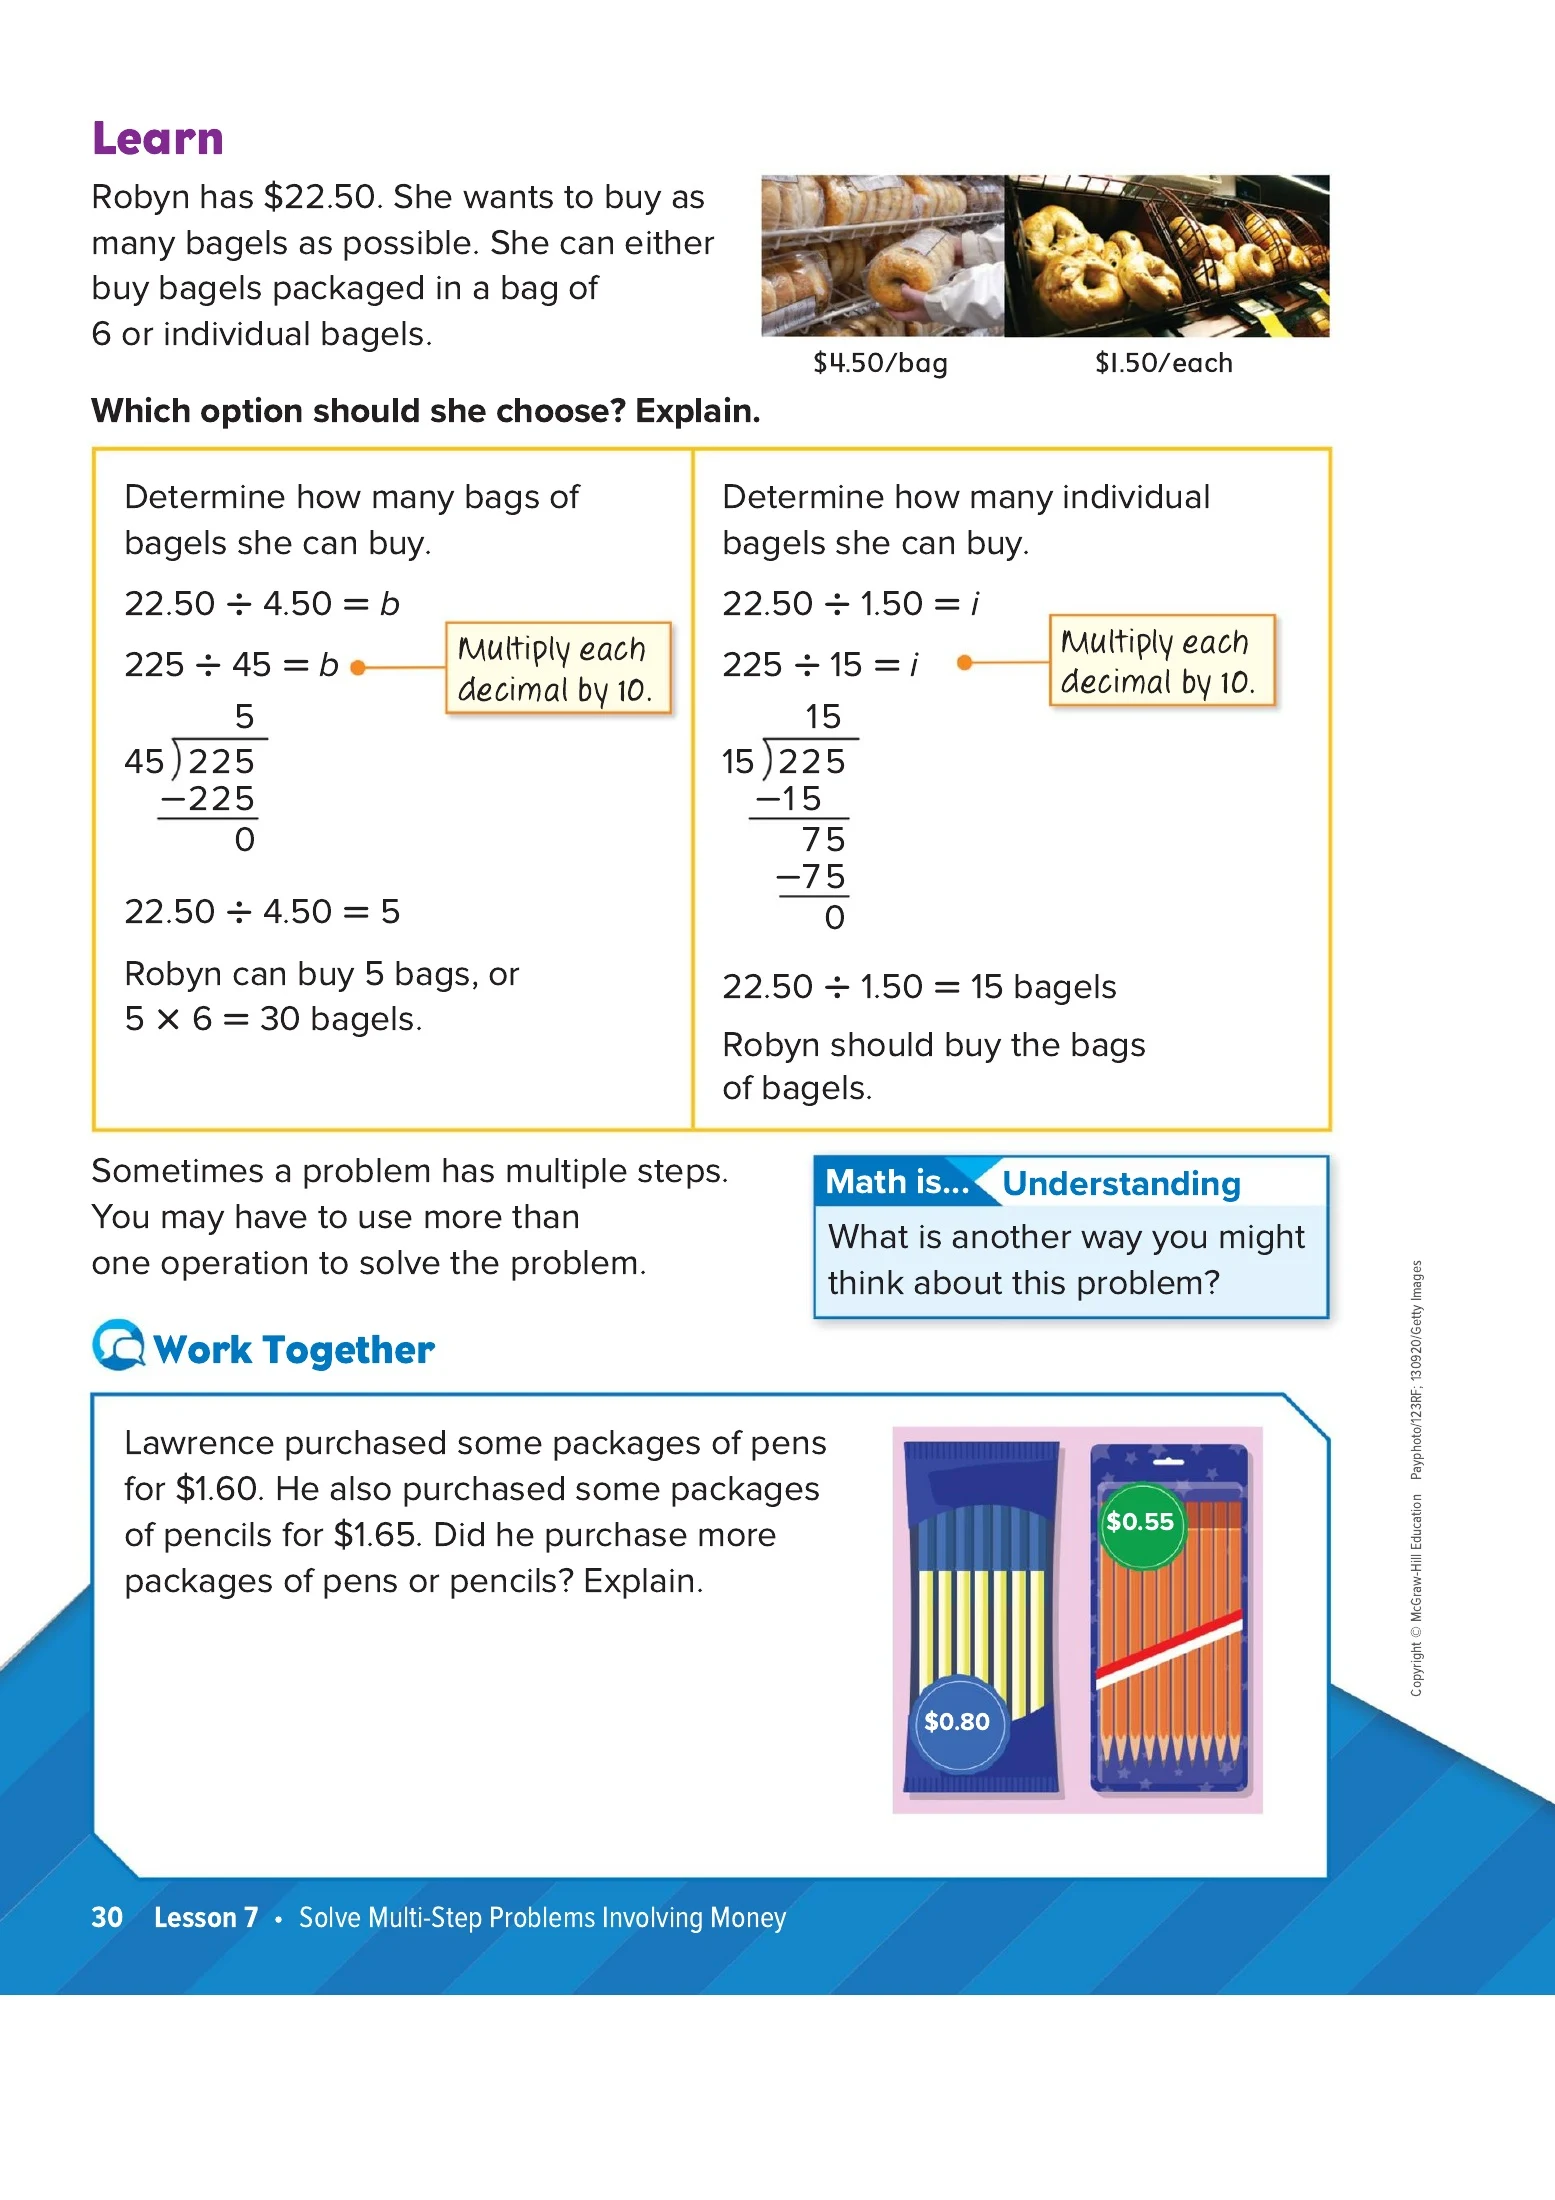 Learn
Robyn has $22.50. She wants to buy as
many bagels as possible. She can either
buy bagels packaged in a bag of
6 or individual bagels.
$4.50/bag
$1.50/each
Which option should she choose? Explain.
Determine how many bags of
bagels she can buy.
22.50 ÷ 4.50 = b
225 ÷ 45 = b
Multiply each
decimal by 10.
5
45)225
−225
0
22.50 ÷ 4.50 = 5
Robyn can buy 5 bags, or
5 × 6 = 30 bagels.
Determine how many individual
bagels she can buy.
22.50 ÷ 1.50 = i
225 ÷ 15 = i
Multiply each
decimal by 10.
15
15)225
−15
75
−75
0
22.50 ÷ 1.50 = 15 bagels
Robyn should buy the bags
of bagels.
Sometimes a problem has multiple steps.
You may have to use more than
one operation to solve the problem.
Math is... Understanding
What is another way you might
think about this problem?
Work Together
Lawrence purchased some packages of pens
for $1.60. He also purchased some packages
of pencils for $1.65. Did he purchase more
packages of pens or pencils? Explain.
$0.55
$0.80
Copyright © McGraw-Hill Education Payphoto/123RF; 130920/Getty Images
30 Lesson 7 • Solve Multi-Step Problems Involving Money